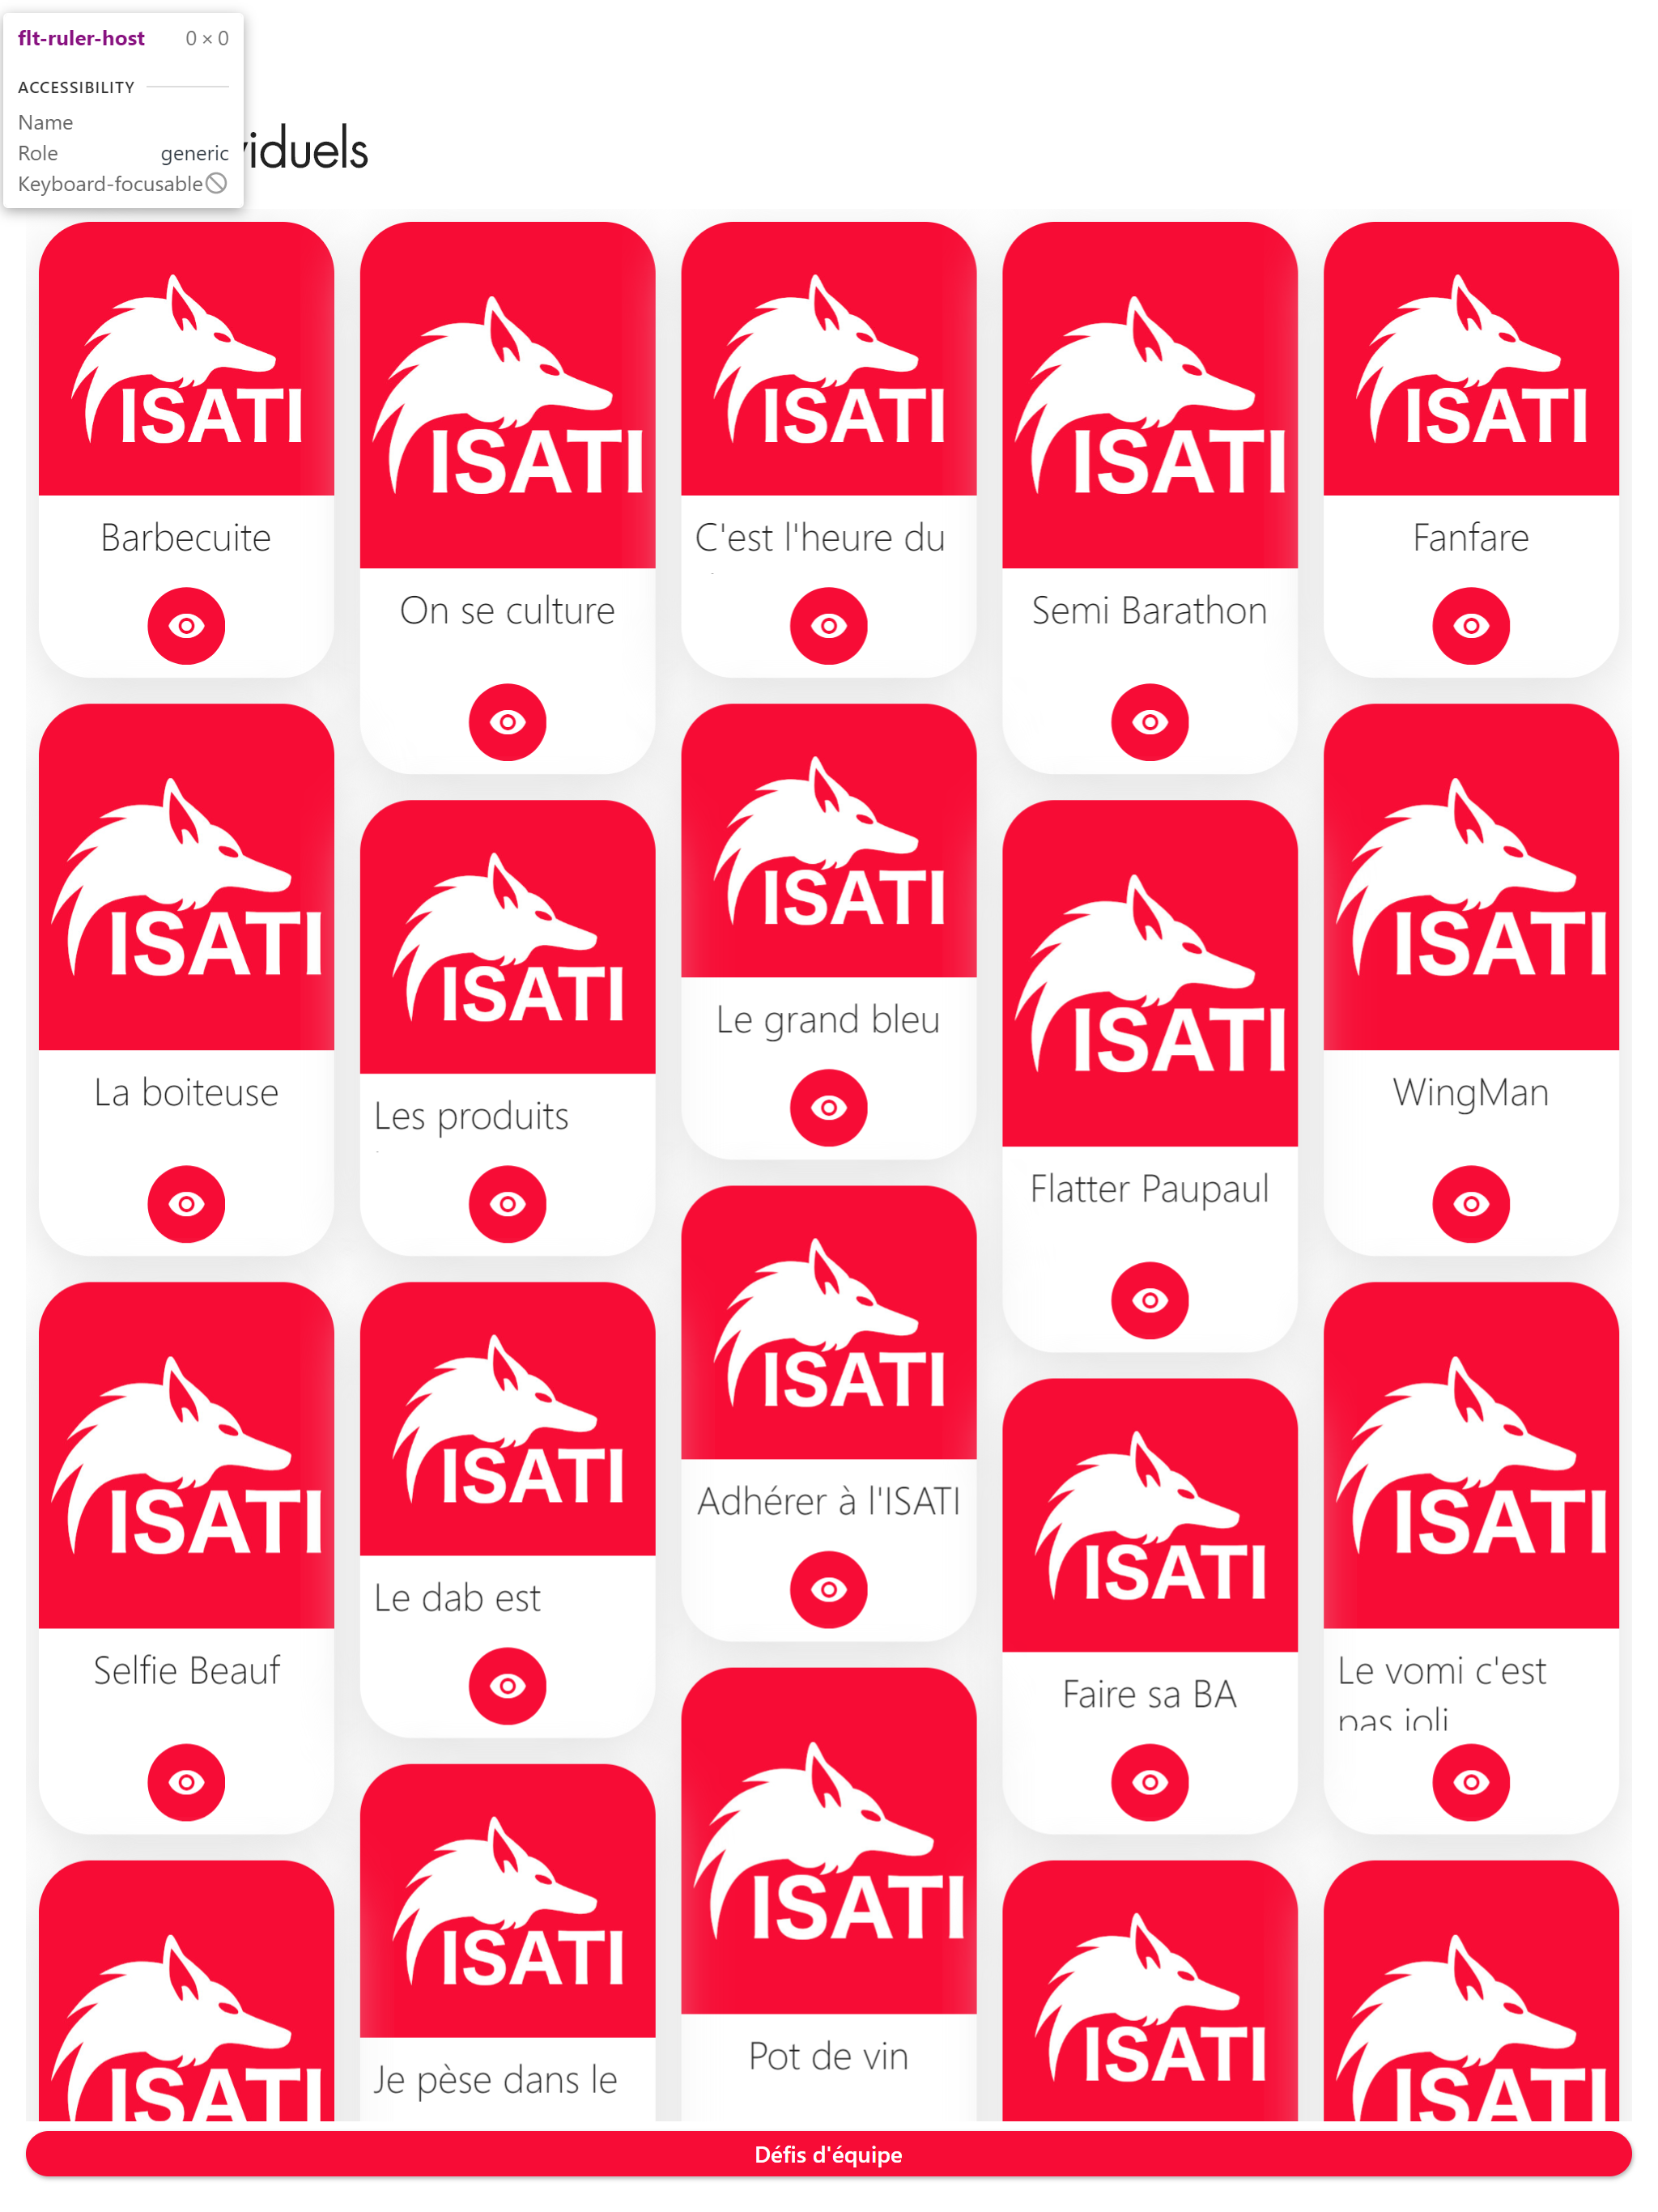 flt-ruler-host 0 × 0
ACCESSIBILITY
Name
Role generic
Keyboard-focusable
viduels
ISATI
Barbecuite
ISATI
On se culture
ISATI
C'est l'heure du
ISATI
Semi Barathon
ISATI
Fanfare
ISATI
La boiteuse
ISATI
Les produits
ISATI
Le grand bleu
ISATI
Flatter Paupaul
ISATI
WingMan
ISATI
Selfie Beauf
ISATI
Le dab est
ISATI
Adhérer à l'ISATI
ISATI
Faire sa BA
ISATI
Le vomi c'est
pas joli
ISATI
ISATI
Je pèse dans le
ISATI
Pot de vin
ISATI
ISATI
Défis d'équipe